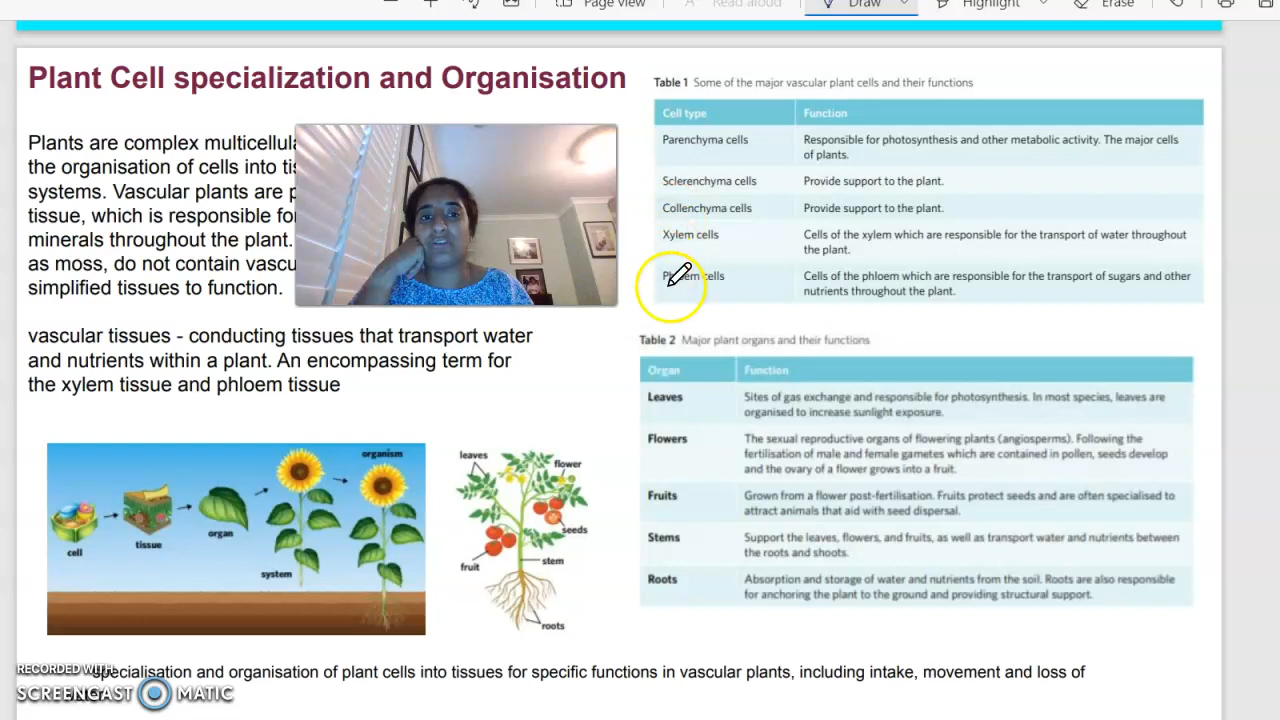 Page view
Read aloud
Draw
Highlight
Erase
Plant Cell specialization and Organisation
Plants are complex multicellula
the organisation of cells into
systems. Vascular plants are
tissue, which is responsible
minerals throughout the plant.
as moss, do not contain
simplified tissues to function.
vascular tissues - conducting tissues that transport water
and nutrients within a plant. An encompassing term for
the xylem tissue and phloem tissue
cell
tissue
organ
system
organism
leaves
flower
seeds
fruit
stem
roots
Table 1 Some of the major vascular plant cells and their functions
Cell type Function
Parenchyma cells Responsible for photosynthesis and other metabolic activity. The major cells
of plants.
Sclerenchyma cells Provide support to the plant.
Collenchyma cells Provide support to the plant.
Xylem cells Cells of the xylem which are responsible for the transport of water throughout
the plant.
Phloem cells Cells of the phloem which are responsible for the transport of sugars and other
nutrients throughout the plant.
Table 2 Major plant organs and their functions
Organ Function
Leaves Sites of gas exchange and responsible for photosynthesis. In most species, leaves are
organised to increase sunlight exposure.
Flowers The sexual reproductive organs of flowering plants (angiosperms). Following the
fertilisation of male and female gametes which are contained in pollen, seeds develop
and the ovary of a flower grows into a fruit.
Fruits Grown from a flower post-fertilisation. Fruits protect seeds and are often specialised to
attract animals that aid with seed dispersal.
Stems Support the leaves, flowers, and fruits, as well as transport water and nutrients between
the roots and shoots.
Roots Absorption and storage of water and nutrients from the soil. Roots are also responsible
for anchoring the plant to the ground and providing structural support.
specialisation and organisation of plant cells into tissues for specific functions in vascular plants, including intake, movement and loss of
RECORDED WITH
SCREENCAST MATIC